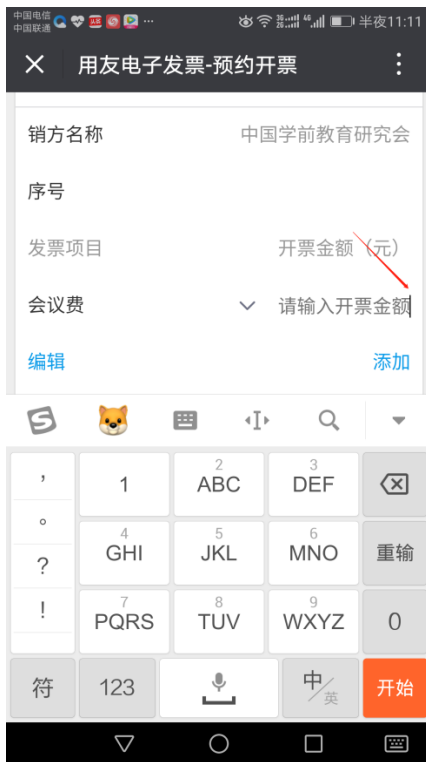 中国电信
中国联通 ... 36 26 46 半夜11:11
用友电子发票-预约开票
销方名称 中国学前教育研究会
序号
发票项目 开票金额（元）
会议费 请输入开票金额
编辑 添加
， 1 2 ABC 3 DEF
。
？ 4 GHI 5 JKL 6 MNO 重输
！ 7 PQRS 8 TUV 9 WXYZ 0
符 123 中/英 开始